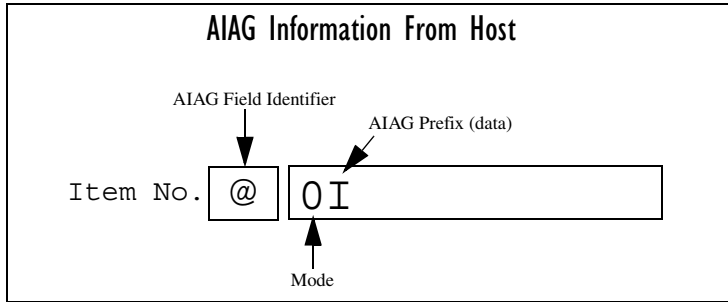 AIAG Information From Host
AIAG Field Identifier
AIAG Prefix (data)
Item No. @ 0I
Mode